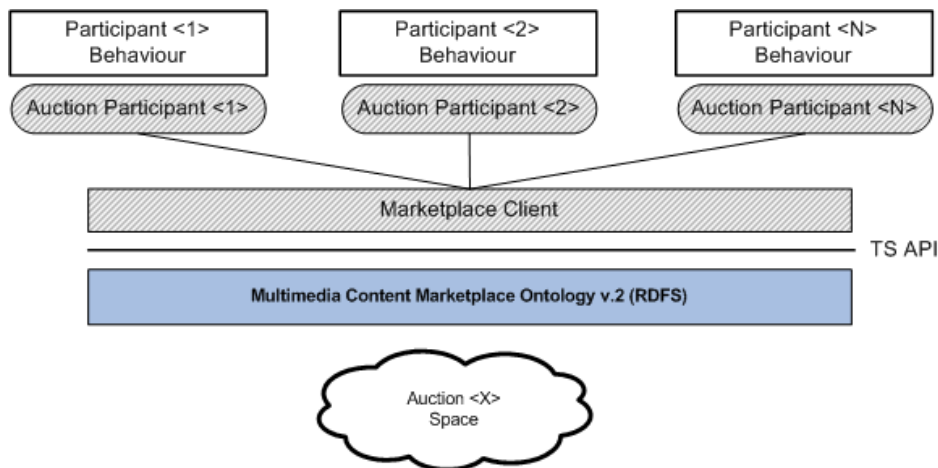 Participant <1>
Behaviour
Participant <2>
Behaviour
Participant <N>
Behaviour
Auction Participant <1>
Auction Participant <2>
Auction Participant <N>
Marketplace Client
TS API
Multimedia Content Marketplace Ontology v.2 (RDFS)
Auction <X>
Space